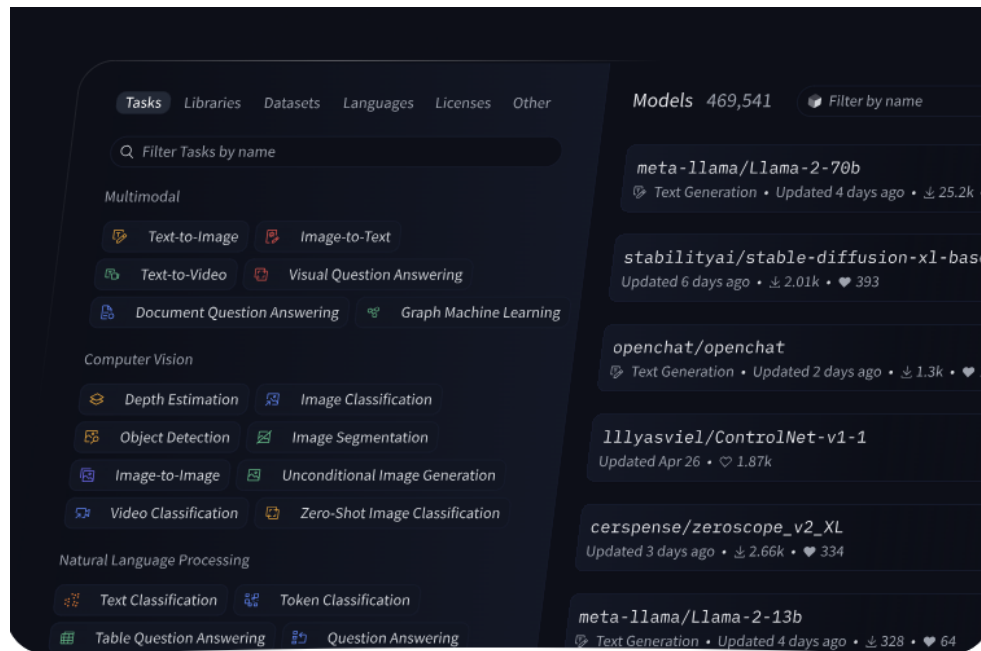 Tasks Libraries Datasets Languages Licenses Other
Filter Tasks by name
Multimodal
Text-to-Image Image-to-Text
Text-to-Video Visual Question Answering
Document Question Answering Graph Machine Learning
Computer Vision
Depth Estimation Image Classification
Object Detection Image Segmentation
Image-to-Image Unconditional Image Generation
Video Classification Zero-Shot Image Classification
Natural Language Processing
Text Classification Token Classification
Table Question Answering Question Answering
Models 469,541 Filter by name
meta-llama/Llama-2-70b
Text Generation • Updated 4 days ago • 25.2k
stabilityai/stable-diffusion-xl-bas
Updated 6 days ago • 2.01k • 393
openchat/openchat
Text Generation • Updated 2 days ago • 1.3k •
lllyasviel/ControlNet-v1-1
Updated Apr 26 • 1.87k
cerspense/zeroscope_v2_XL
Updated 3 days ago • 2.66k • 334
meta-llama/Llama-2-13b
Text Generation • Updated 4 days ago • 328 • 64